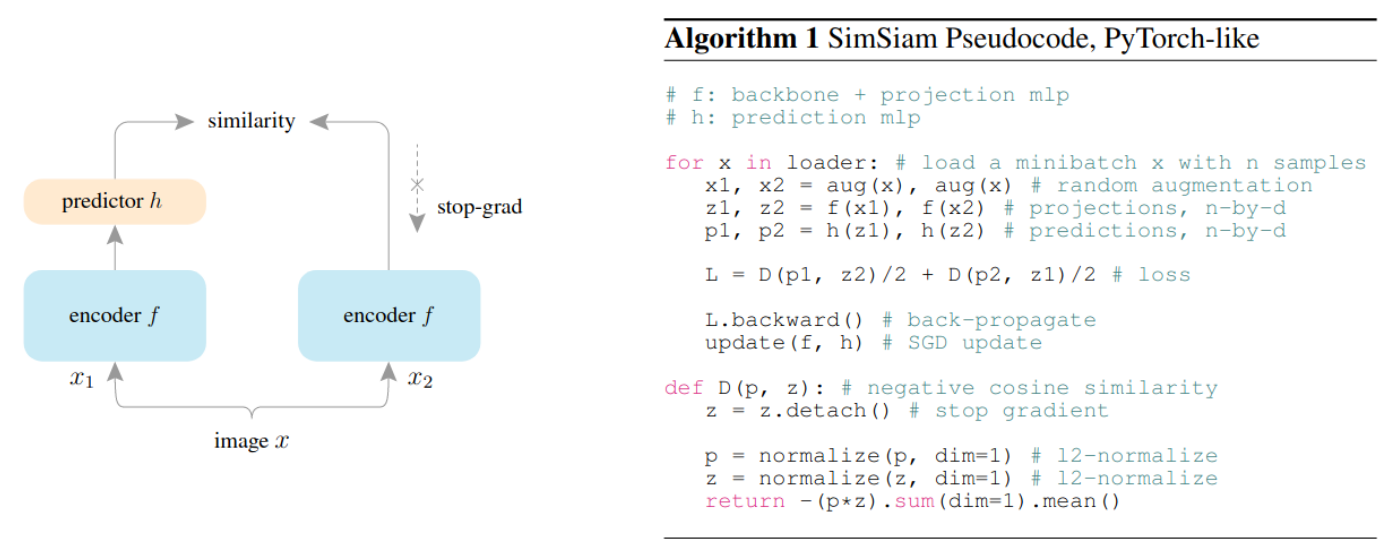 similarity
predictor h
stop-grad
encoder f
encoder f
x1
x2
image x
Algorithm 1 SimSiam Pseudocode, PyTorch-like
# f: backbone + projection mlp
# h: prediction mlp
for x in loader: # load a minibatch x with n samples
x1, x2 = aug(x), aug(x) # random augmentation
z1, z2 = f(x1), f(x2) # projections, n-by-d
p1, p2 = h(z1), h(z2) # predictions, n-by-d
L = D(p1, z2)/2 + D(p2, z1)/2 # loss
L.backward() # back-propagate
update(f, h) # SGD update
def D(p, z): # negative cosine similarity
z = z.detach() # stop gradient
p = normalize(p, dim=1) # l2-normalize
z = normalize(z, dim=1) # l2-normalize
return -(p*z).sum(dim=1).mean()